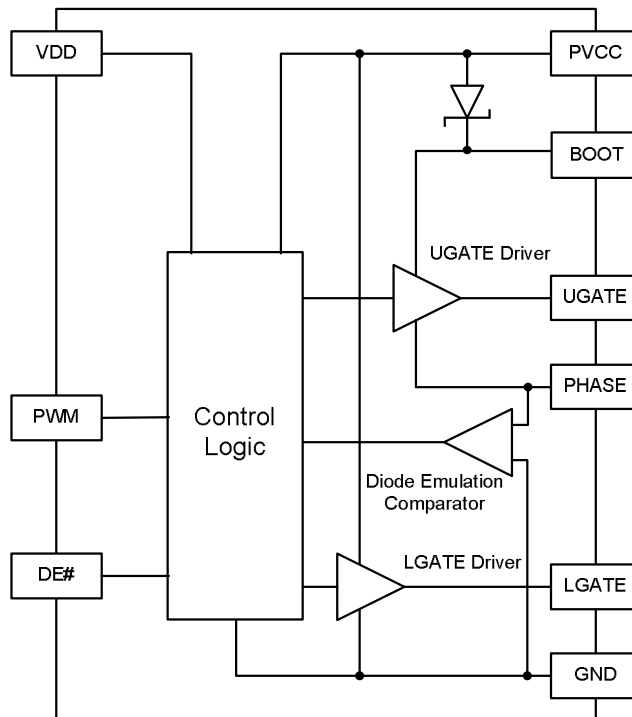 VDD
PVCC
BOOT
UGATE Driver
UGATE
PHASE
PWM
Control
Logic
Diode Emulation
Comparator
DE#
LGATE Driver
LGATE
GND